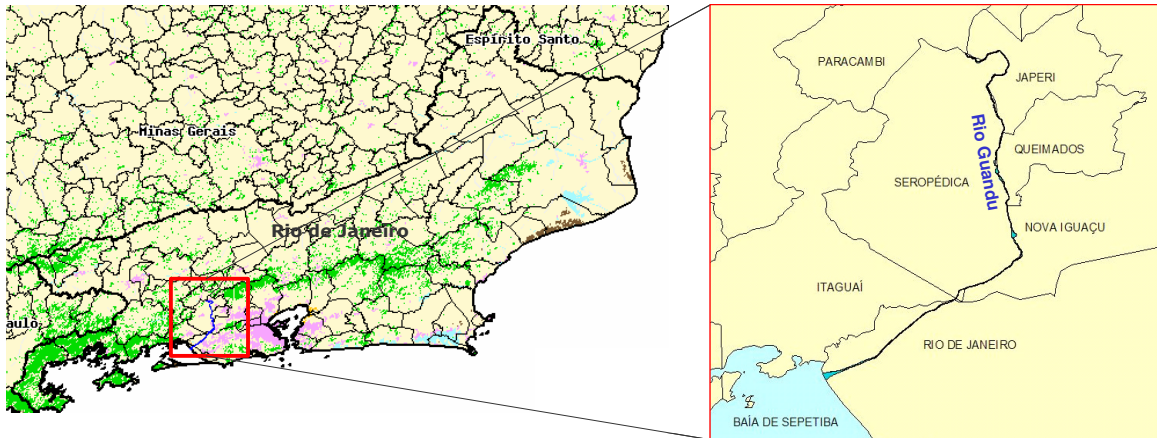 Espírito Santo
Minas Gerais
Rio de Janeiro
aulo
PARACAMBI
JAPERI
Rio Guandu
QUEIMADOS
SEROPÉDICA
NOVA IGUAÇU
ITAGUAÍ
RIO DE JANEIRO
BAÍA DE SEPETIBA